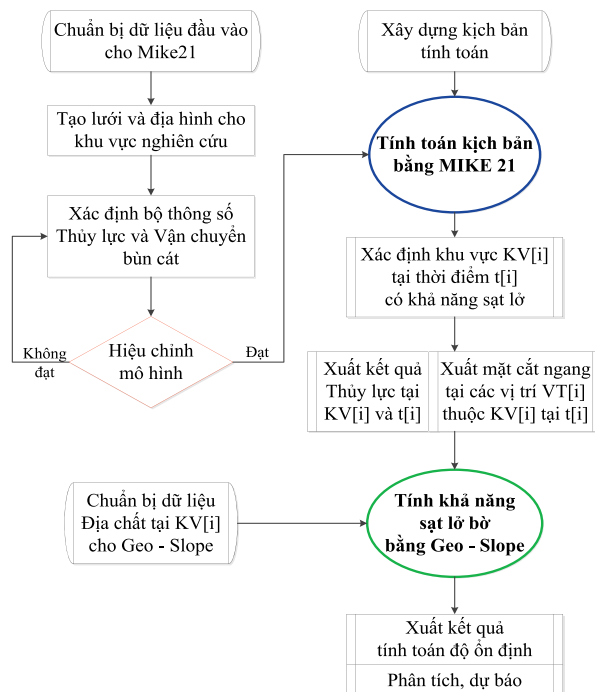 Chuẩn bị dữ liệu đầu vào
cho Mike21
Tạo lưới và địa hình cho
khu vực nghiên cứu
Xác định bộ thông số
Thủy lực và Vận chuyển
bùn cát
Hiệu chỉnh
mô hình
Không
đạt
Đạt
Xây dựng kịch bản
tính toán
Tính toán kịch bản
bằng MIKE 21
Xác định khu vực KV[i]
tại thời điểm t[i]
có khả năng sạt lở
Xuất kết quả
Thủy lực tại
KV[i] và t[i]
Xuất mặt cắt ngang
tại các vị trí VT[i]
thuộc KV[i] tại t[i]
Chuẩn bị dữ liệu
Địa chất tại KV[i]
cho Geo - Slope
Tính khả năng
sạt lở bờ
bằng Geo - Slope
Xuất kết quả
tính toán độ ổn định
Phân tích, dự báo